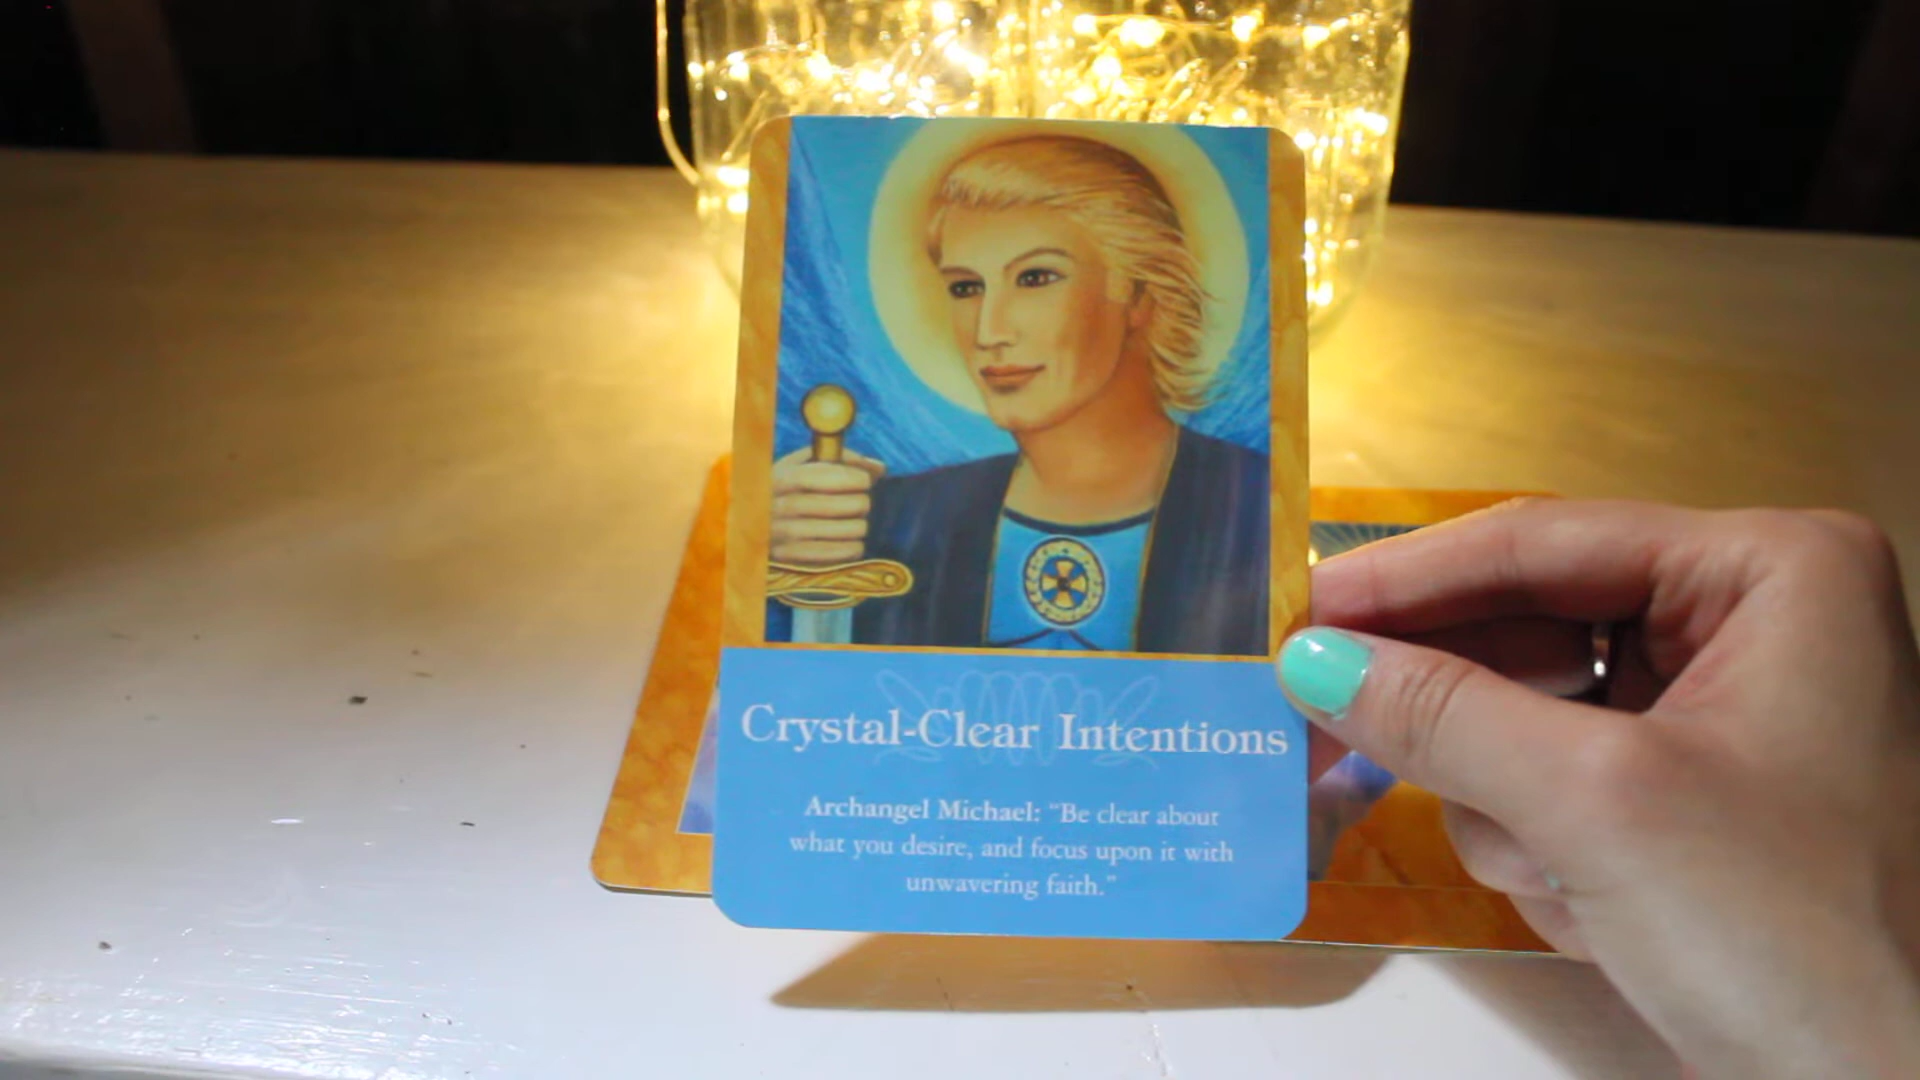 Crystal-Clear Intentions
Archangel Michael: “Be clear about
what you desire, and focus upon it with
unwavering faith.”